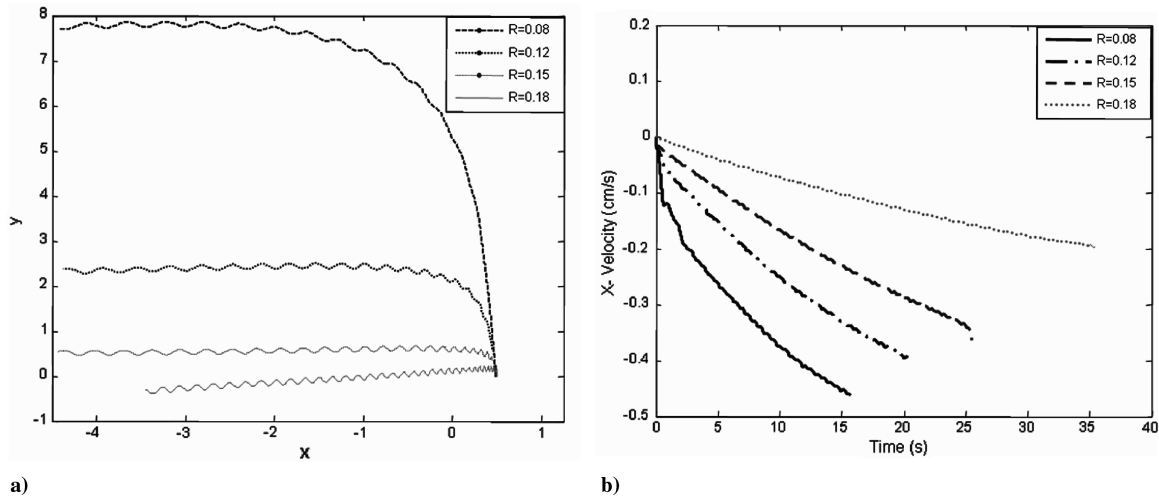 8
7
6
5
4
3
2
1
0
-1
y
-4
-3
-2
-1
0
1
x
R=0.08
R=0.12
R=0.15
R=0.18
a)
0.2
0.1
0
-0.1
-0.2
-0.3
-0.4
-0.5
X- Velocity (cm/s)
0
5
10
15
20
25
30
35
40
Time (s)
R=0.08
R=0.12
R=0.15
R=0.18
b)